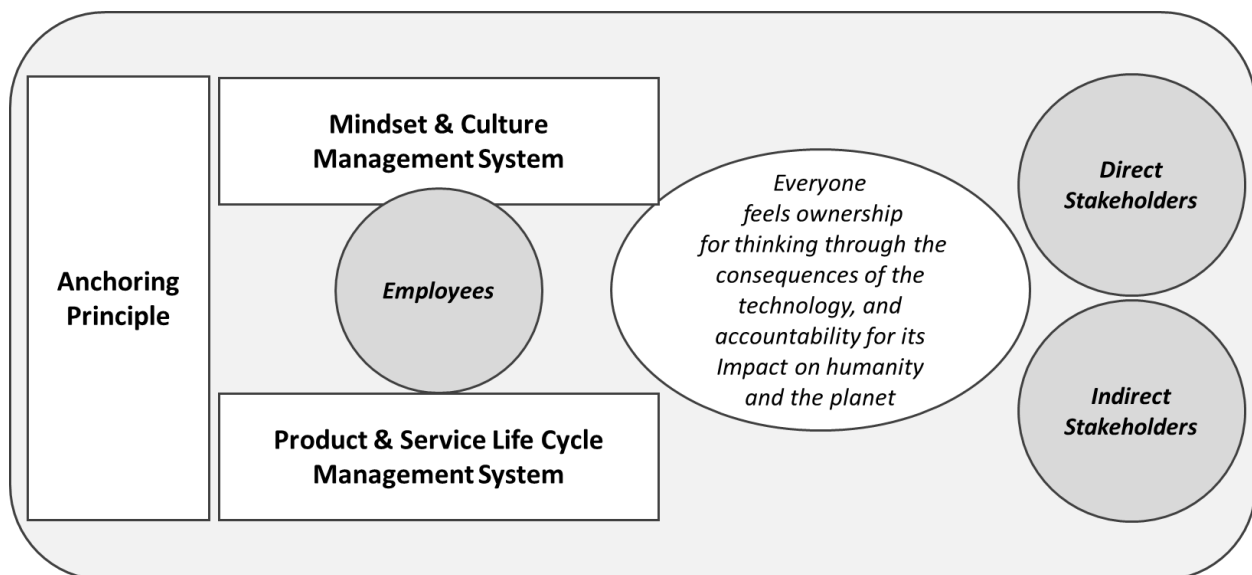 Mindset & Culture
Management System
Anchoring
Principle
Employees
Product & Service Life Cycle
Management System
Everyone
feels ownership
for thinking through the
consequences of the
technology, and
accountability for its
Impact on humanity
and the planet
Direct
Stakeholders
Indirect
Stakeholders